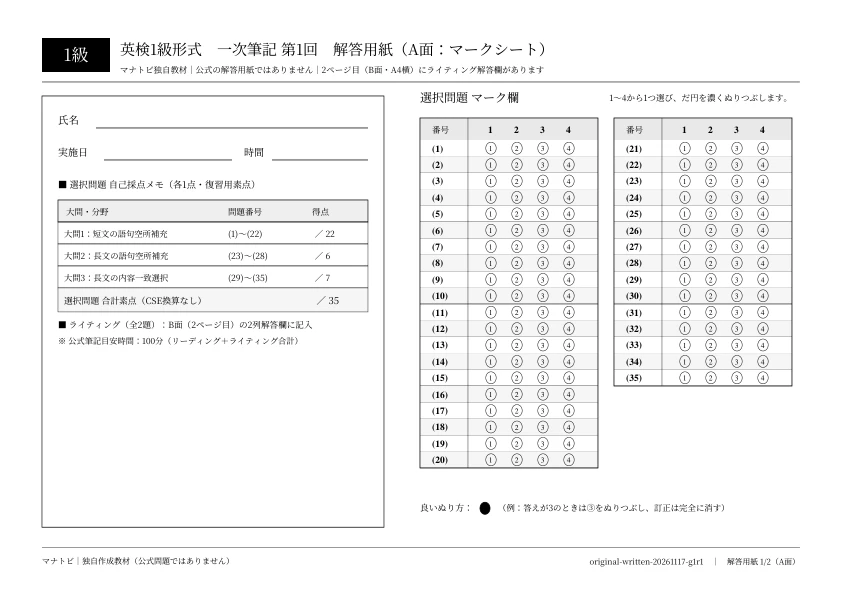 1級
英検1級形式　一次筆記 第1回　解答用紙（A面：マークシート）
マナトビ｜独自教材｜公式の解答用紙ではありません｜2ページ目（B面・A4横）にライティング解答欄があります
氏名
実施日 時間
■ 選択問題 自己採点メモ（各1点・復習用素点）
大問・分野 問題番号 得点
大問1：短文の語句空所補充 (1)～(22) ／ 22
大問2：長文の語句空所補充 (23)～(28) ／ 6
大問3：長文の内容一致選択 (29)～(35) ／ 7
選択問題 合計素点（CSE換算なし） ／ 35
■ ライティング（全2題）：B面（2ページ目）の2列解答欄に記入
※ 公式筆記目安時間：100分（リーディング＋ライティング合計）
選択問題 マーク欄 1～4から1つ選び、だ円を濃くぬりつぶします。
番号 1 2 3 4
(1) 1 2 3 4
(2) 1 2 3 4
(3) 1 2 3 4
(4) 1 2 3 4
(5) 1 2 3 4
(6) 1 2 3 4
(7) 1 2 3 4
(8) 1 2 3 4
(9) 1 2 3 4
(10) 1 2 3 4
(11) 1 2 3 4
(12) 1 2 3 4
(13) 1 2 3 4
(14) 1 2 3 4
(15) 1 2 3 4
(16) 1 2 3 4
(17) 1 2 3 4
(18) 1 2 3 4
(19) 1 2 3 4
(20) 1 2 3 4
番号 1 2 3 4
(21) 1 2 3 4
(22) 1 2 3 4
(23) 1 2 3 4
(24) 1 2 3 4
(25) 1 2 3 4
(26) 1 2 3 4
(27) 1 2 3 4
(28) 1 2 3 4
(29) 1 2 3 4
(30) 1 2 3 4
(31) 1 2 3 4
(32) 1 2 3 4
(33) 1 2 3 4
(34) 1 2 3 4
(35) 1 2 3 4
良いぬり方： ● （例：答えが3のときは③をぬりつぶし、訂正は完全に消す）
マナトビ｜独自作成教材（公式問題ではありません） original-written-20261117-g1r1　｜　解答用紙 1/2（A面）